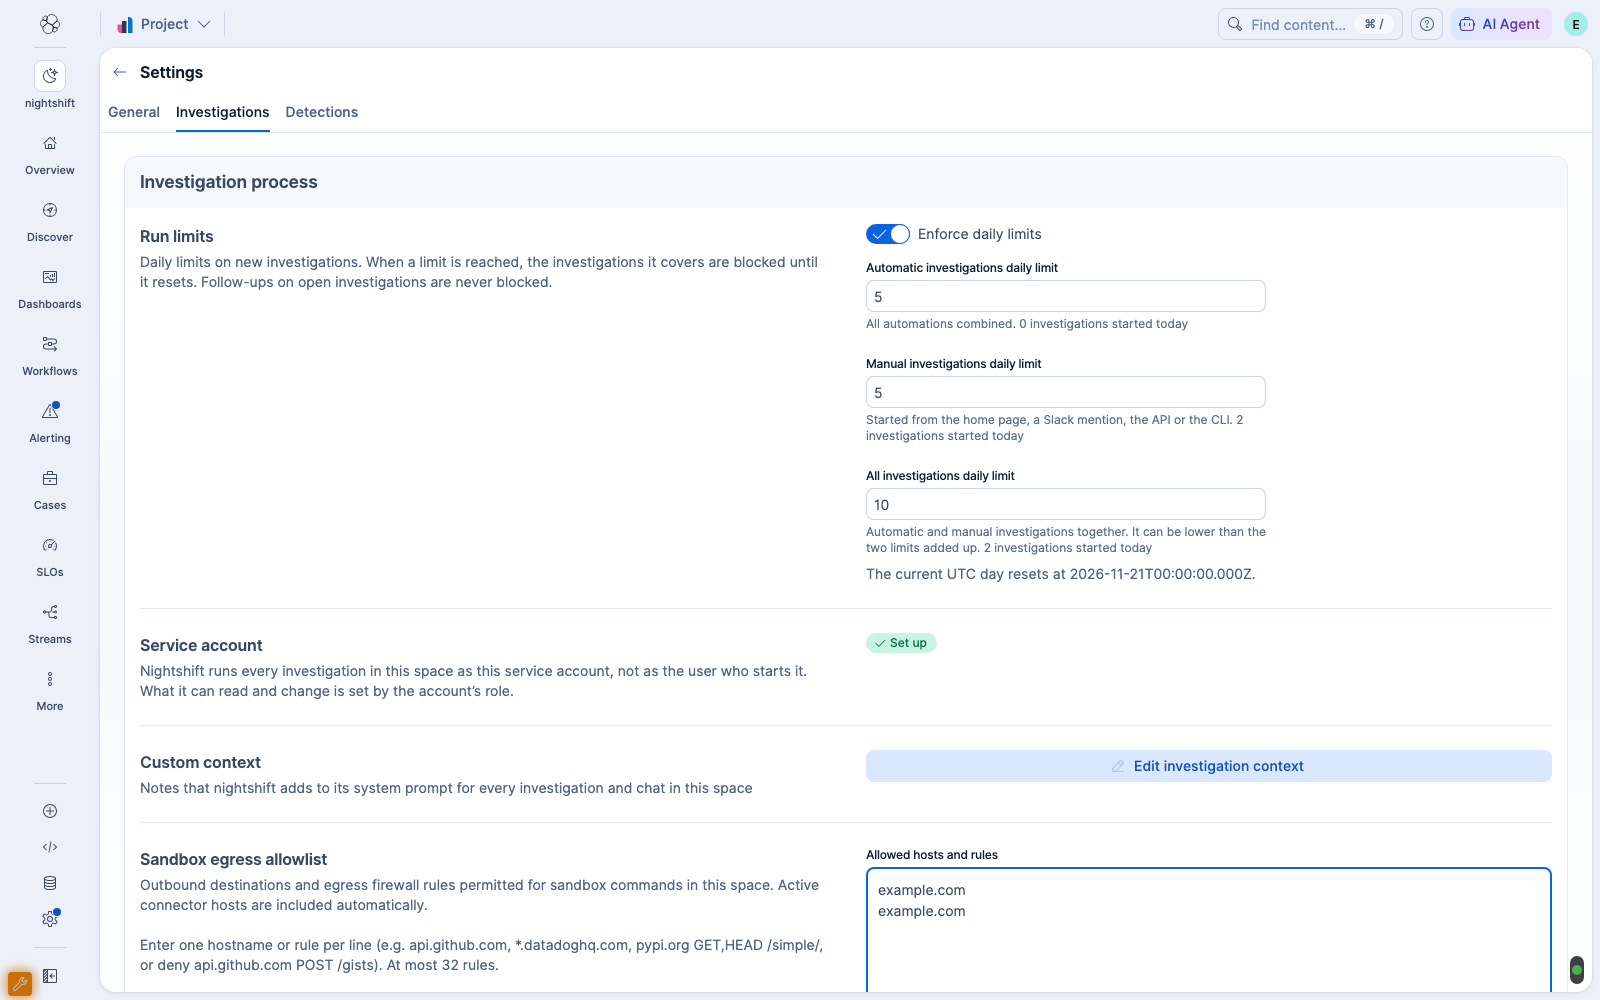 Project
Find content...
⌘ /
AI Agent
E
nightshift
Overview
Discover
Dashboards
Workflows
Alerting
Cases
SLOs
Streams
More
Settings
General
Investigations
Detections
Investigation process
Run limits
Daily limits on new investigations. When a limit is reached, the investigations it covers are blocked until
it resets. Follow-ups on open investigations are never blocked.
Enforce daily limits
Automatic investigations daily limit
5
All automations combined. 0 investigations started today
Manual investigations daily limit
5
Started from the home page, a Slack mention, the API or the CLI. 2
investigations started today
All investigations daily limit
10
Automatic and manual investigations together. It can be lower than the
two limits added up. 2 investigations started today
The current UTC day resets at 2026-11-21T00:00:00.000Z.
Service account
Nightshift runs every investigation in this space as this service account, not as the user who starts it.
What it can read and change is set by the account’s role.
Set up
Custom context
Notes that nightshift adds to its system prompt for every investigation and chat in this space
Edit investigation context
Sandbox egress allowlist
Outbound destinations and egress firewall rules permitted for sandbox commands in this space. Active
connector hosts are included automatically.
Enter one hostname or rule per line (e.g. api.github.com, *.datadoghq.com, pypi.org GET,HEAD /simple/,
or deny api.github.com POST /gists). At most 32 rules.
Allowed hosts and rules
example.com
example.com